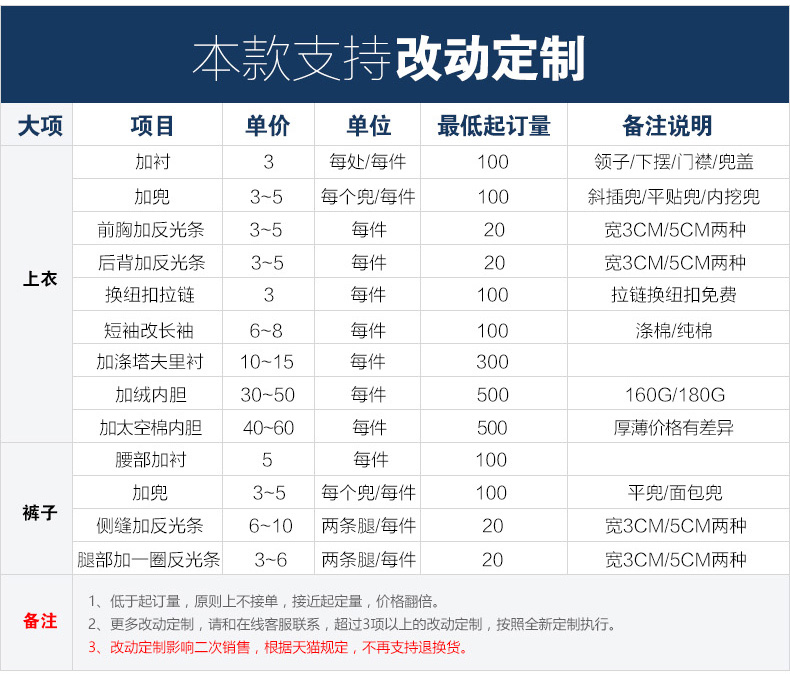 本款支持改动定制
大项 项目 单价 单位 最低起订量 备注说明
上衣
加衬 3 每处/每件 100 领子/下摆/门襟/兜盖
加兜 3~5 每个兜/每件 100 斜插兜/平贴兜/内挖兜
前胸加反光条 3~5 每件 20 宽3CM/5CM两种
后背加反光条 3~5 每件 20 宽3CM/5CM两种
换纽扣拉链 3 每件 100 拉链换纽扣免费
短袖改长袖 6~8 每件 100 涤棉/纯棉
加涤塔夫里衬 10~15 每件 300
加绒内胆 30~50 每件 500 160G/180G
加太空棉内胆 40~60 每件 500 厚薄价格有差异
裤子
腰部加衬 5 每件 100
加兜 3~5 每个兜/每件 100 平兜/面包兜
侧缝加反光条 6~10 两条腿/每件 20 宽3CM/5CM两种
腿部加一圈反光条 3~6 两条腿/每件 20 宽3CM/5CM两种
备注
1、低于起订量，原则上不接单，接近起定量，价格翻倍。
2、更多改动定制，请和在线客服联系，超过3项以上的改动定制，按照全新定制执行。
3、改动定制影响二次销售，根据天猫规定，不再支持退换货。